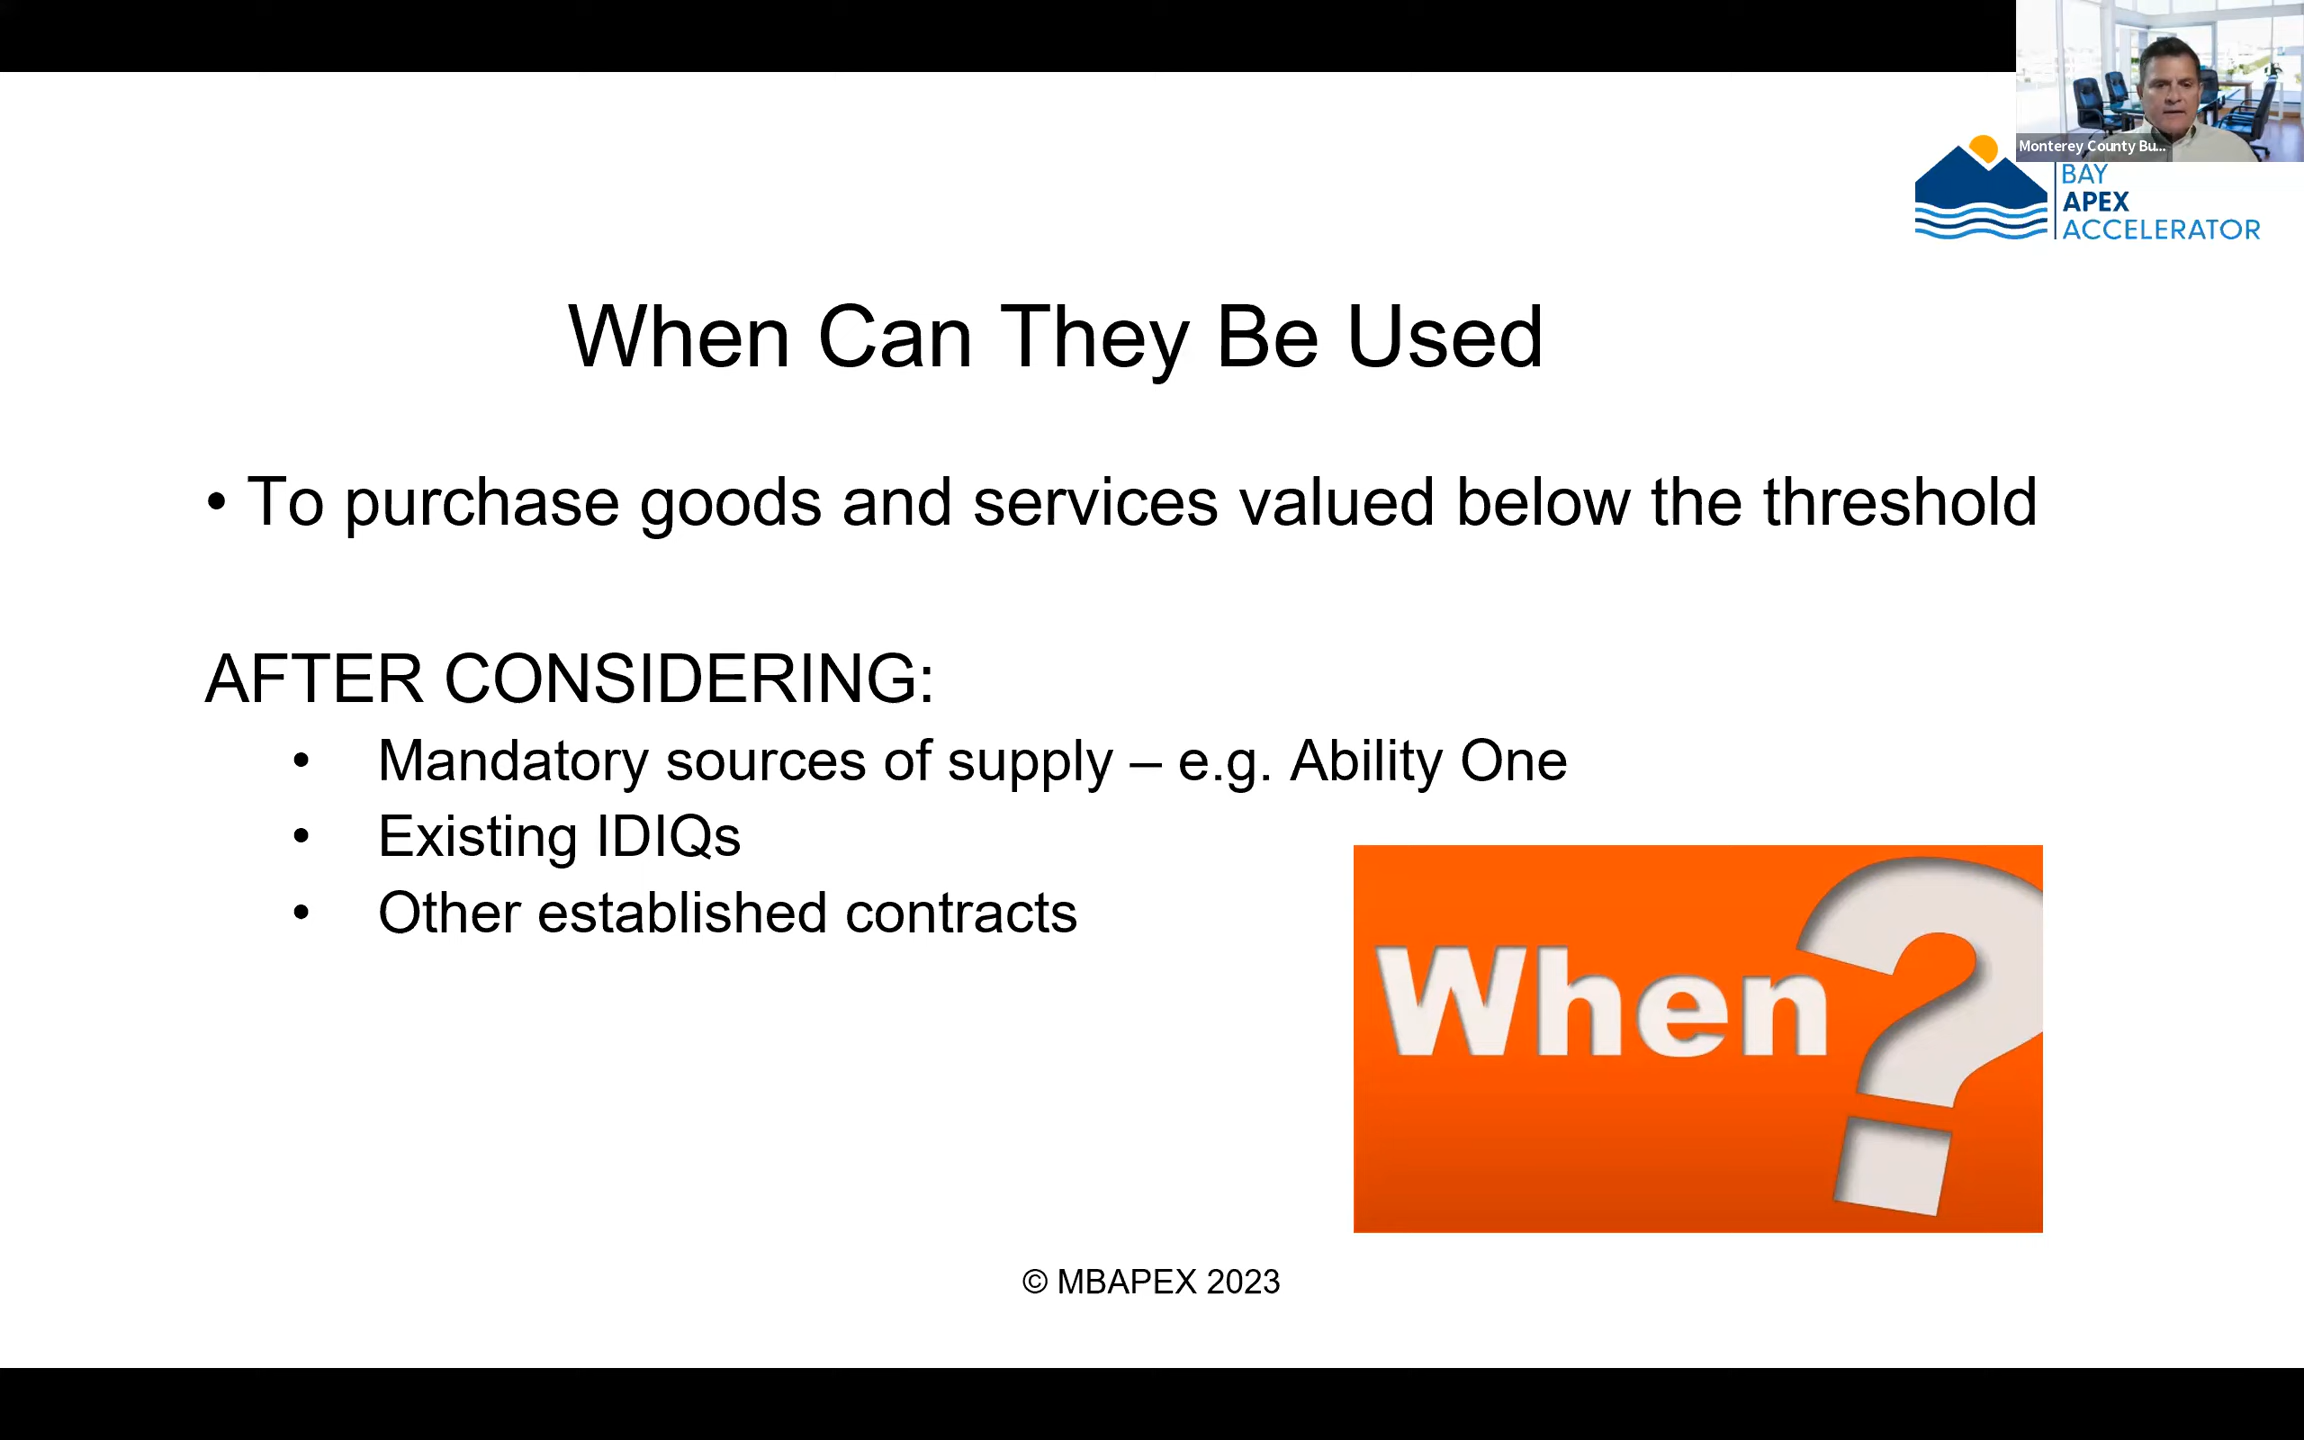 Monterey County Bu...
BAY
APEX
ACCELERATOR
When Can They Be Used
• To purchase goods and services valued below the threshold
AFTER CONSIDERING:
• Mandatory sources of supply – e.g. Ability One
• Existing IDIQs
• Other established contracts
When?
© MBAPEX 2023